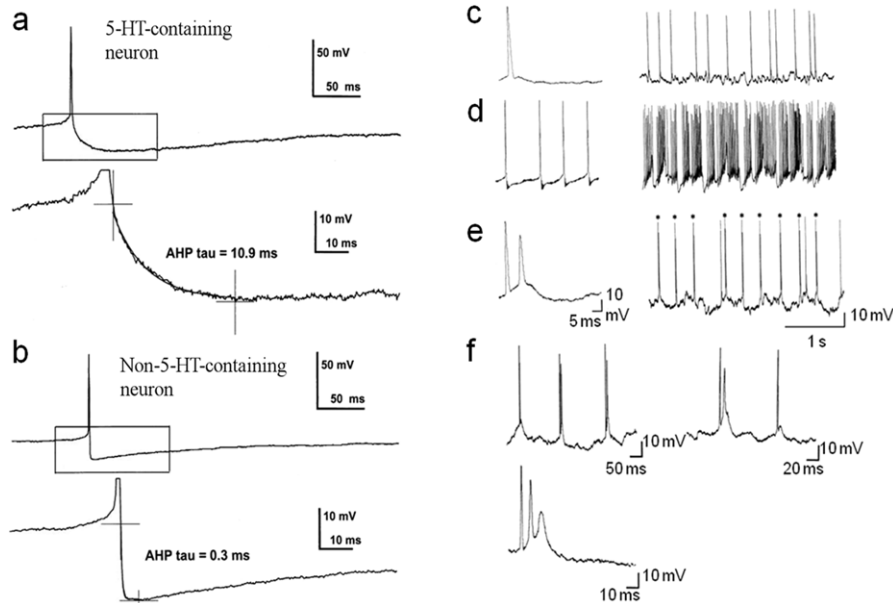 a
5-HT-containing
neuron
50 mV
50 ms
10 mV
10 ms
AHP tau = 10.9 ms
b
Non-5-HT-containing
neuron
50 mV
50 ms
10 mV
10 ms
AHP tau = 0.3 ms
c
d
e
10
mV
5 ms
10 mV
1 s
f
10 mV
50 ms
10 mV
20 ms
10 mV
10 ms